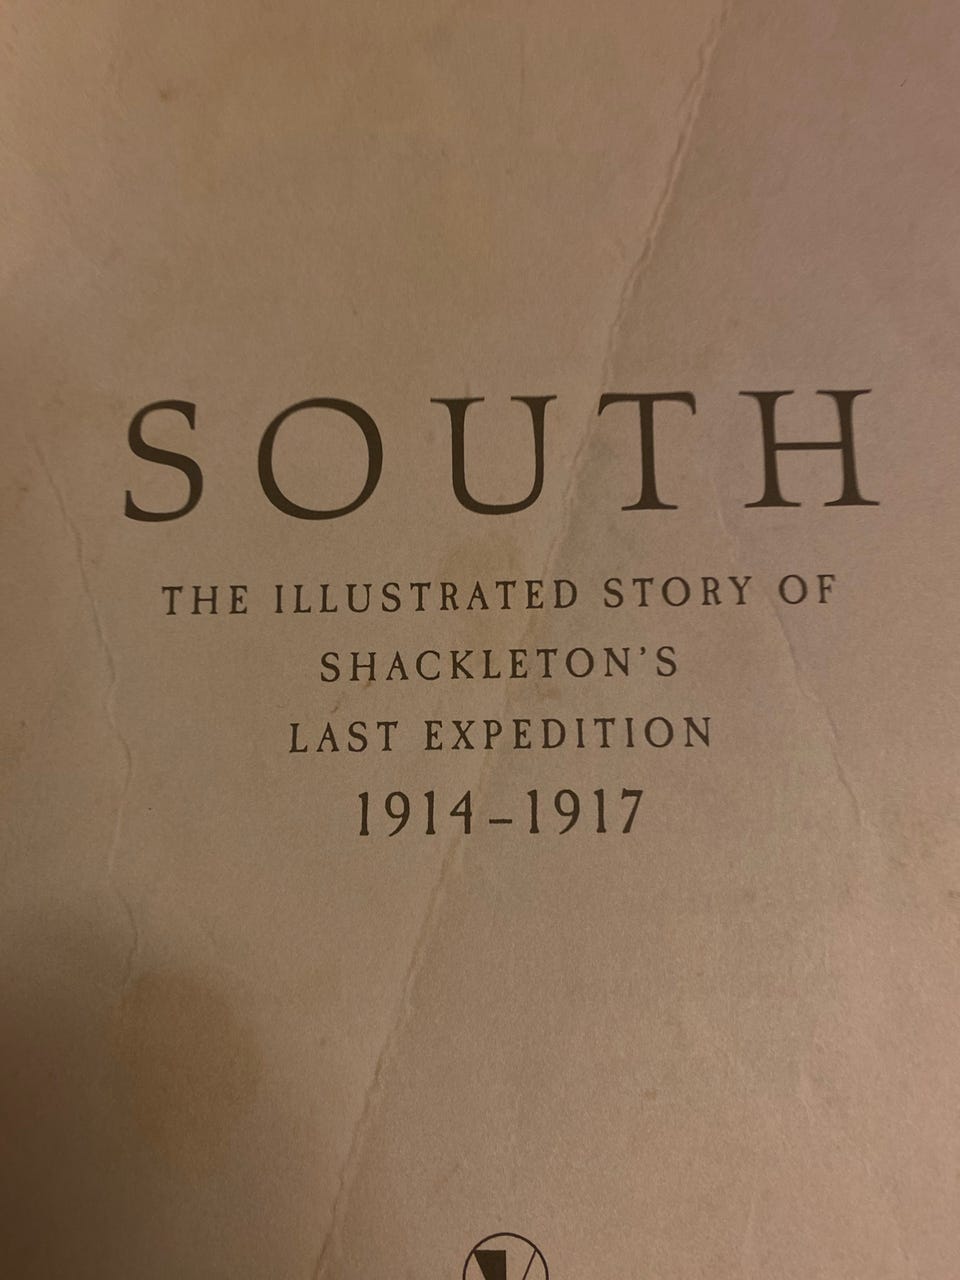 SOUTH
THE ILLUSTRATED STORY OF
SHACKLETON'S
LAST EXPEDITION
1914–1917